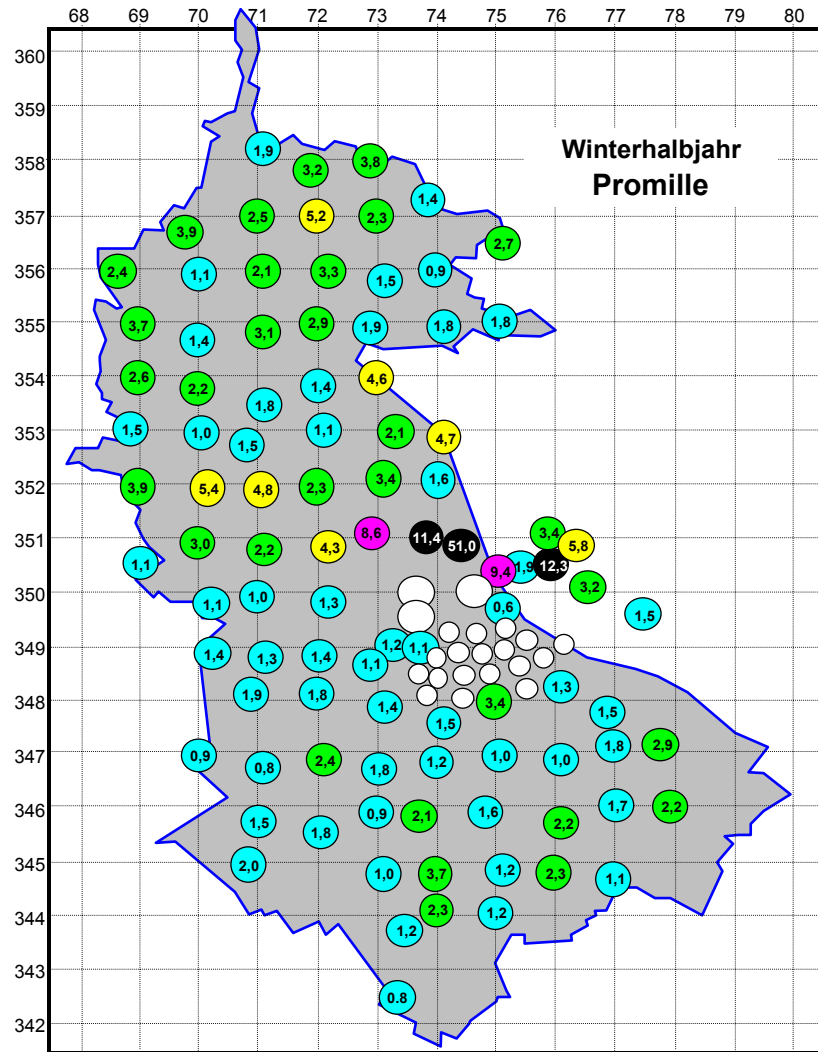 68 69 70 71 72 73 74 75 76 77 78 79 80
360
359
Winterhalbjahr
Promille
358 1,9 3,2 3,8
1,4
357 3,9 2,5 5,2 2,3
2,7
356 2,4 1,1 2,1 3,3 1,5 0,9
355 3,7 1,4 3,1 2,9 1,9 1,8 1,8
354 2,6 2,2 1,8 1,4 4,6
353 1,5 1,0 1,5 1,1 2,1 4,7
352 3,9 5,4 4,8 2,3 3,4 1,6
351 3,0 2,2 4,3 8,6 11,4 51,0 3,4 5,8
1,1 9,4 1,9 12,3 3,2
350 1,1 1,0 1,3 0,6 1,5
349 1,4 1,3 1,4 1,1 1,2 1,1
348 1,9 1,8 1,4 1,5 3,4 1,3 1,5
347 0,9 0,8 2,4 1,8 1,2 1,0 1,0 1,8 2,9
346 1,5 1,8 0,9 2,1 1,6 2,2 1,7 2,2
345 2,0 1,0 3,7 1,2 2,3 1,1
344 1,2 2,3 1,2
343
0.8
342